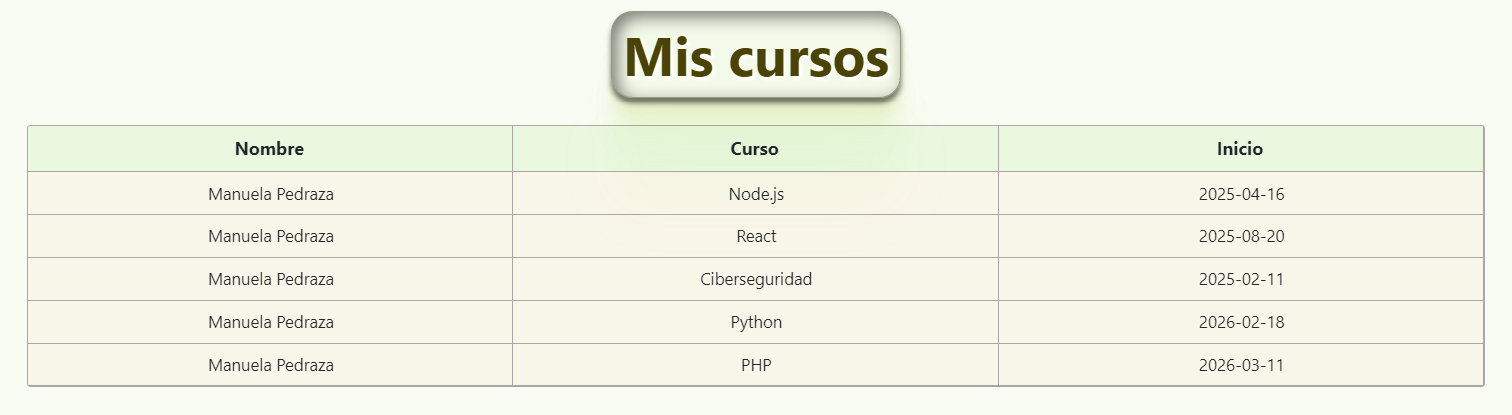 Mis cursos
Nombre Curso Inicio
Manuela Pedraza Node.js 2025-04-16
Manuela Pedraza React 2025-08-20
Manuela Pedraza Ciberseguridad 2025-02-11
Manuela Pedraza Python 2026-02-18
Manuela Pedraza PHP 2026-03-11